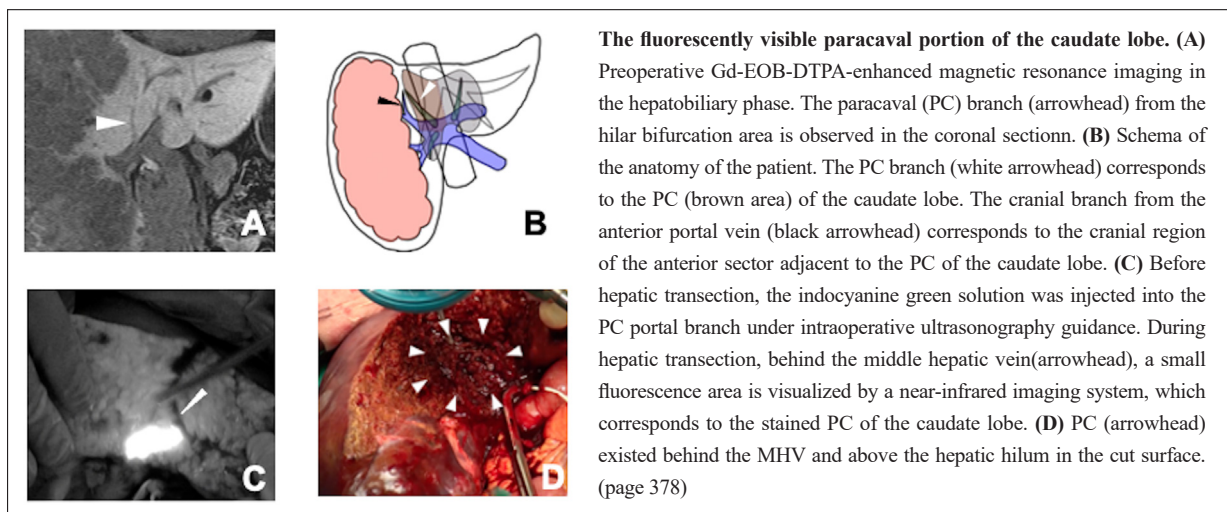 The fluorescently visible paracaval portion of the caudate lobe. (A)
Preoperative Gd-EOB-DTPA-enhanced magnetic resonance imaging in
the hepatobiliary phase. The paracaval (PC) branch (arrowhead) from the
hilar bifurcation area is observed in the coronal sectionn. (B) Schema of
the anatomy of the patient. The PC branch (white arrowhead) corresponds
to the PC (brown area) of the caudate lobe. The cranial branch from the
anterior portal vein (black arrowhead) corresponds to the cranial region
of the anterior sector adjacent to the PC of the caudate lobe. (C) Before
hepatic transection, the indocyanine green solution was injected into the
PC portal branch under intraoperative ultrasonography guidance. During
hepatic transection, behind the middle hepatic vein(arrowhead), a small
fluorescence area is visualized by a near-infrared imaging system, which
corresponds to the stained PC of the caudate lobe. (D) PC (arrowhead)
existed behind the MHV and above the hepatic hilum in the cut surface.
(page 378)
A
B
C
D